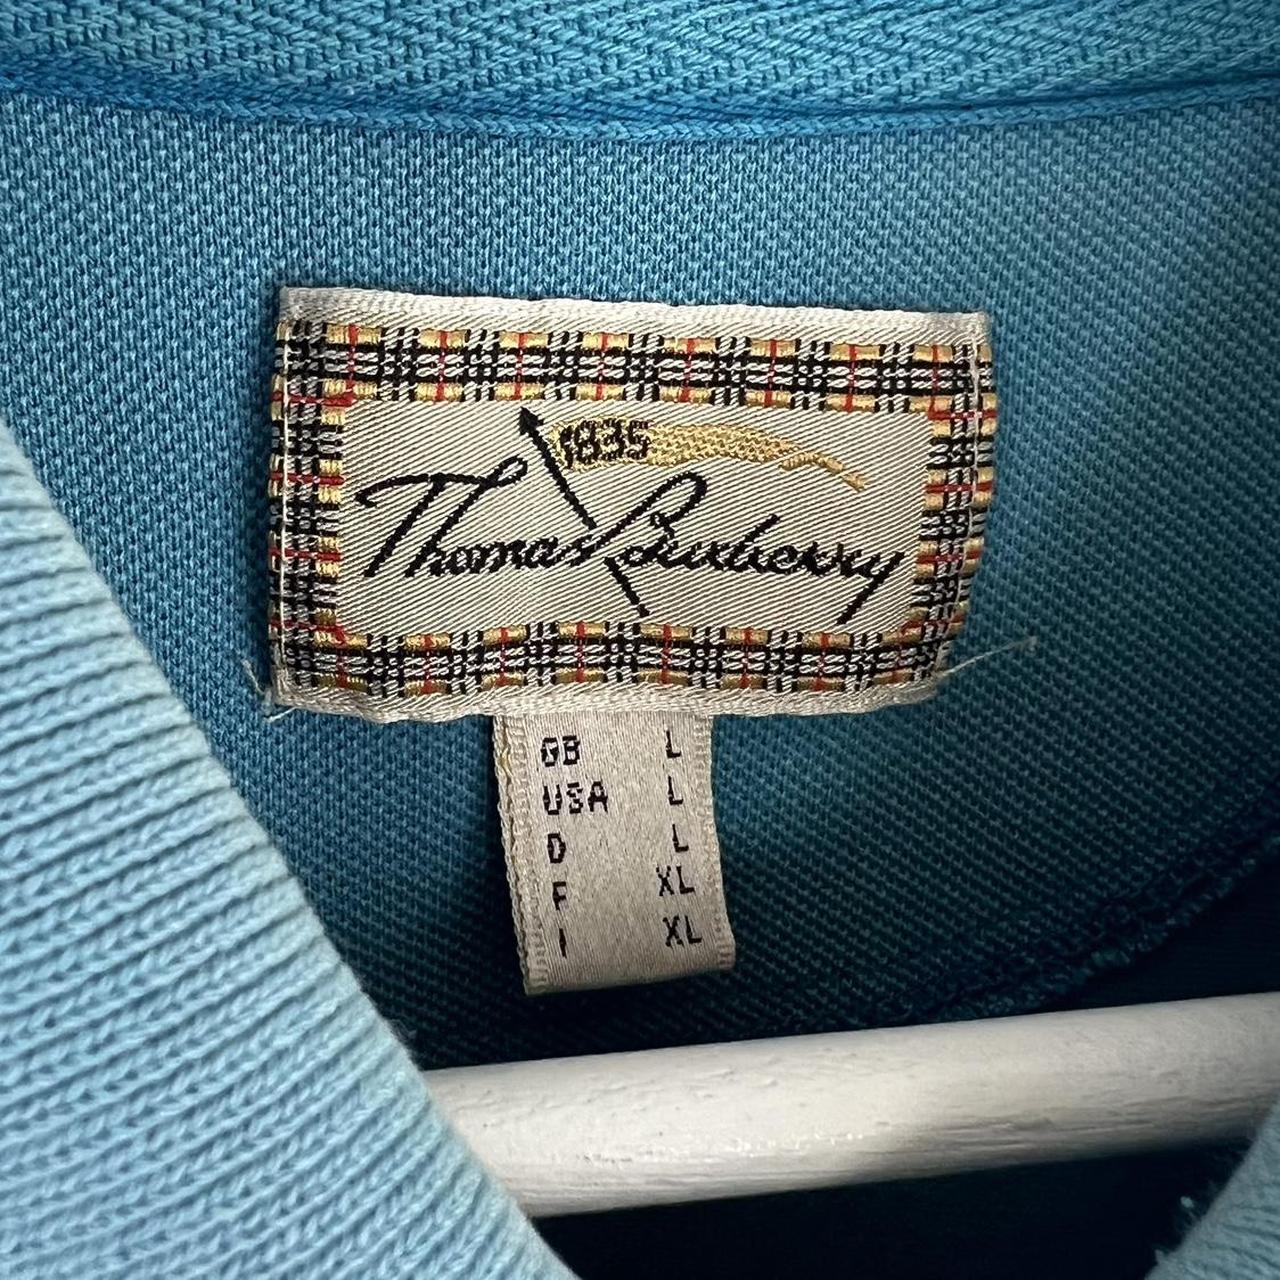 1835
Thomas Burberry
GB L
USA L
D L
F XL
I XL